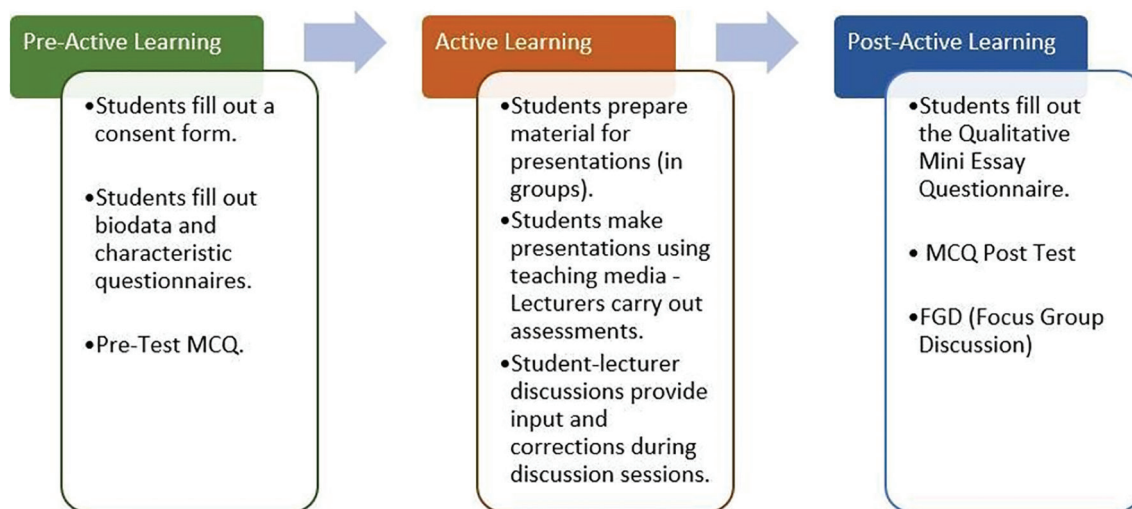 Pre-Active Learning
•Students fill out a
consent form.
•Students fill out
biodata and
characteristic
questionnaires.
•Pre-Test MCQ.
Active Learning
•Students prepare
material for
presentations (in
groups).
•Students make
presentations using
teaching media -
Lecturers carry out
assessments.
•Student-lecturer
discussions provide
input and
corrections during
discussion sessions.
Post-Active Learning
•Students fill out
the Qualitative
Mini Essay
Questionnaire.
• MCQ Post Test
•FGD (Focus Group
Discussion)